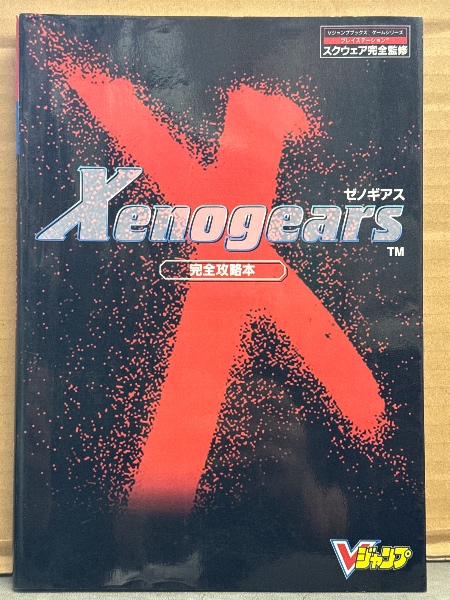 Vジャンプブックス ゲームシリーズ
プレイステーション™
スクウェア完全監修
ゼノギアス
Xenogears
TM
完全攻略本
Vジャンプ